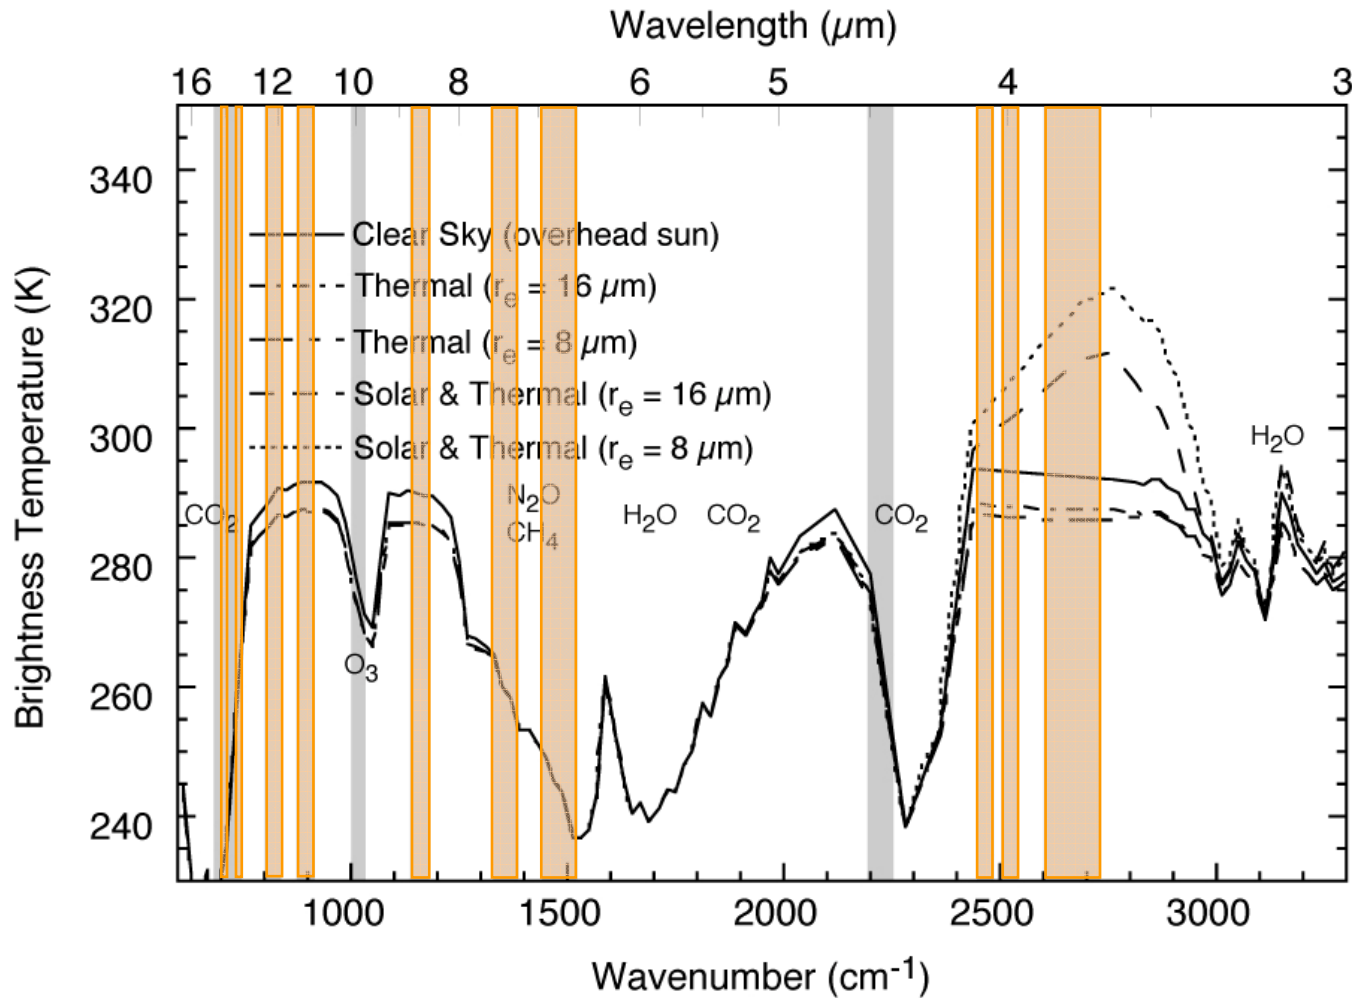 Wavelength (µm)
16 12 10 8 6 5 4 3
340
320
300
280
260
240
Brightness Temperature (K)
Clear Sky (overhead sun)
Thermal (re = 16 µm)
Thermal (re = 8 µm)
Solar & Thermal (re = 16 µm)
Solar & Thermal (re = 8 µm)
H2O
N2O
CO2
CH4
H2O
CO2
CO2
O3
1000 1500 2000 2500 3000
Wavenumber (cm-1)